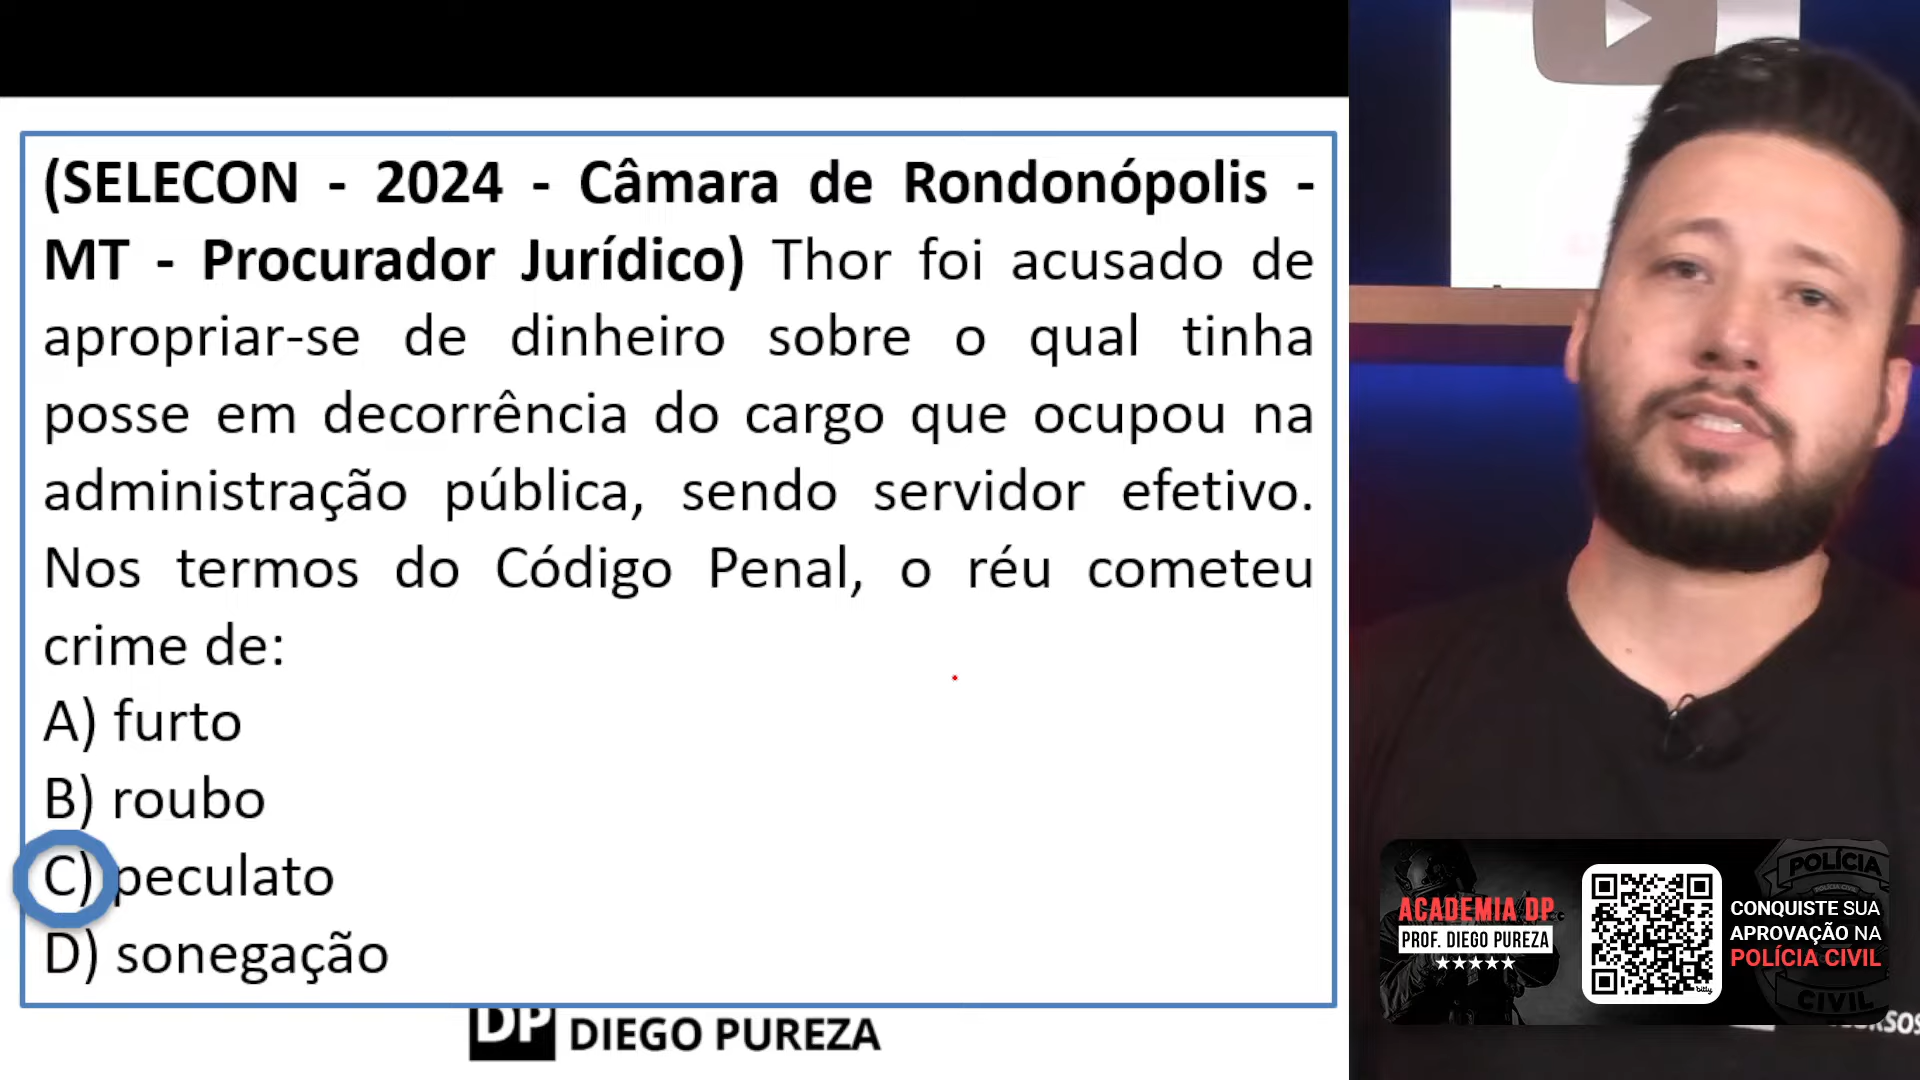 (SELECON - 2024 - Câmara de Rondonópolis -
MT - Procurador Jurídico) Thor foi acusado de
apropriar-se de dinheiro sobre o qual tinha
posse em decorrência do cargo que ocupou na
administração pública, sendo servidor efetivo.
Nos termos do Código Penal, o réu cometeu
crime de:
A) furto
B) roubo
C) peculato
D) sonegação
DP DIEGO PUREZA
ACADEMIA DP
PROF. DIEGO PUREZA
bitly
CONQUISTE SUA
APROVAÇÃO NA
POLÍCIA CIVIL
POLÍCIA
CIVIL